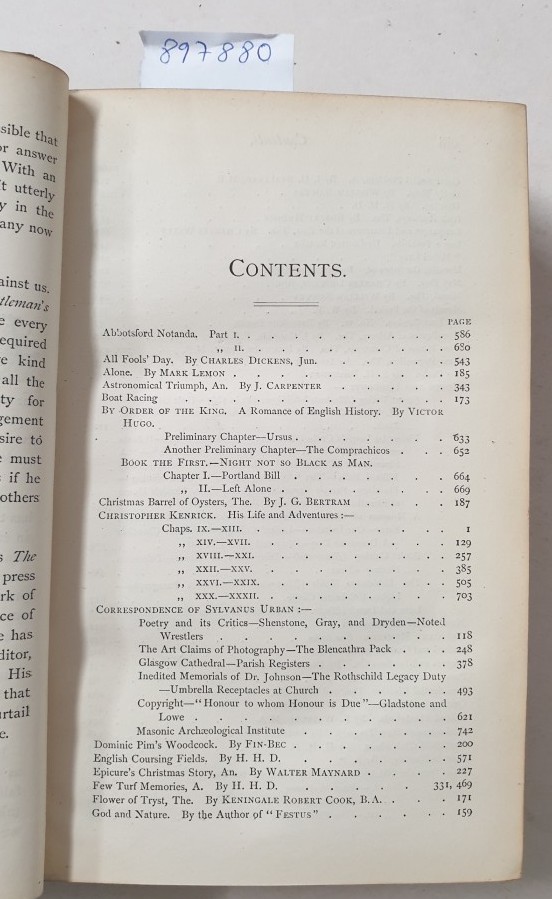 897880
sible that
or answer
With an
't utterly
y in the
any now
ainst us.
tleman's
e every
equired
e kind
all the
ty for
gement
sire to
e must
s if he
others
s The
press
rk of
ce of
e has
ditor,
His
that
urtail
e.
CONTENTS.
PAGE
Abbotsford Notanda. Part I. . . . . . . . . . 586
„ II. . . . . . . . . . 680
All Fools' Day. By CHARLES DICKENS, Jun. . . . . . . 543
Alone. By MARK LEMON . . . . . . . . . 185
Astronomical Triumph, An. By J. CARPENTER . . . . . 343
Boat Racing . . . . . . . . . . 173
BY ORDER OF THE KING. A Romance of English History. By VICTOR
HUGO.
Preliminary Chapter—Ursus . . . . . . . 633
Another Preliminary Chapter—The Comprachicos . . . 652
BOOK THE FIRST.—NIGHT NOT SO BLACK AS MAN.
Chapter I.—Portland Bill . . . . . . . 664
„ II.—Left Alone . . . . . . . 669
Christmas Barrel of Oysters, The. By J. G. BERTRAM . . . . 187
CHRISTOPHER KENRICK. His Life and Adventures :—
Chaps. IX.—XIII. . . . . . . . . 1
„ XIV.—XVII. . . . . . . . . 129
„ XVIII.—XXI. . . . . . . . . 257
„ XXII.—XXV. . . . . . . . . 385
„ XXVI.—XXIX. . . . . . . . . 505
„ XXX.—XXXII. . . . . . . . . 703
CORRESPONDENCE OF SYLVANUS URBAN :—
Poetry and its Critics—Shenstone, Gray, and Dryden—Noted
Wrestlers . . . . . . . . . 118
The Art Claims of Photography—The Blencathra Pack . . . 248
Glasgow Cathedral—Parish Registers . . . . . 378
Inedited Memorials of Dr. Johnson—The Rothschild Legacy Duty
—Umbrella Receptacles at Church . . . . . 493
Copyright—"Honour to whom Honour is Due"—Gladstone and
Lowe . . . . . . . . . . 621
Masonic Archæological Institute . . . . . . 742
Dominic Pim's Woodcock. By FIN-BEC . . . . . . . 200
English Coursing Fields. By H. H. D. . . . . . . . 571
Epicure's Christmas Story, An. By WALTER MAYNARD . . . . 227
Few Turf Memories, A. By H. H. D. . . . . . 331, 469
Flower of Tryst, The. By KENINGALE ROBERT COOK, B.A. . . . 171
God and Nature. By the Author of "FESTUS" . . . . . . 159